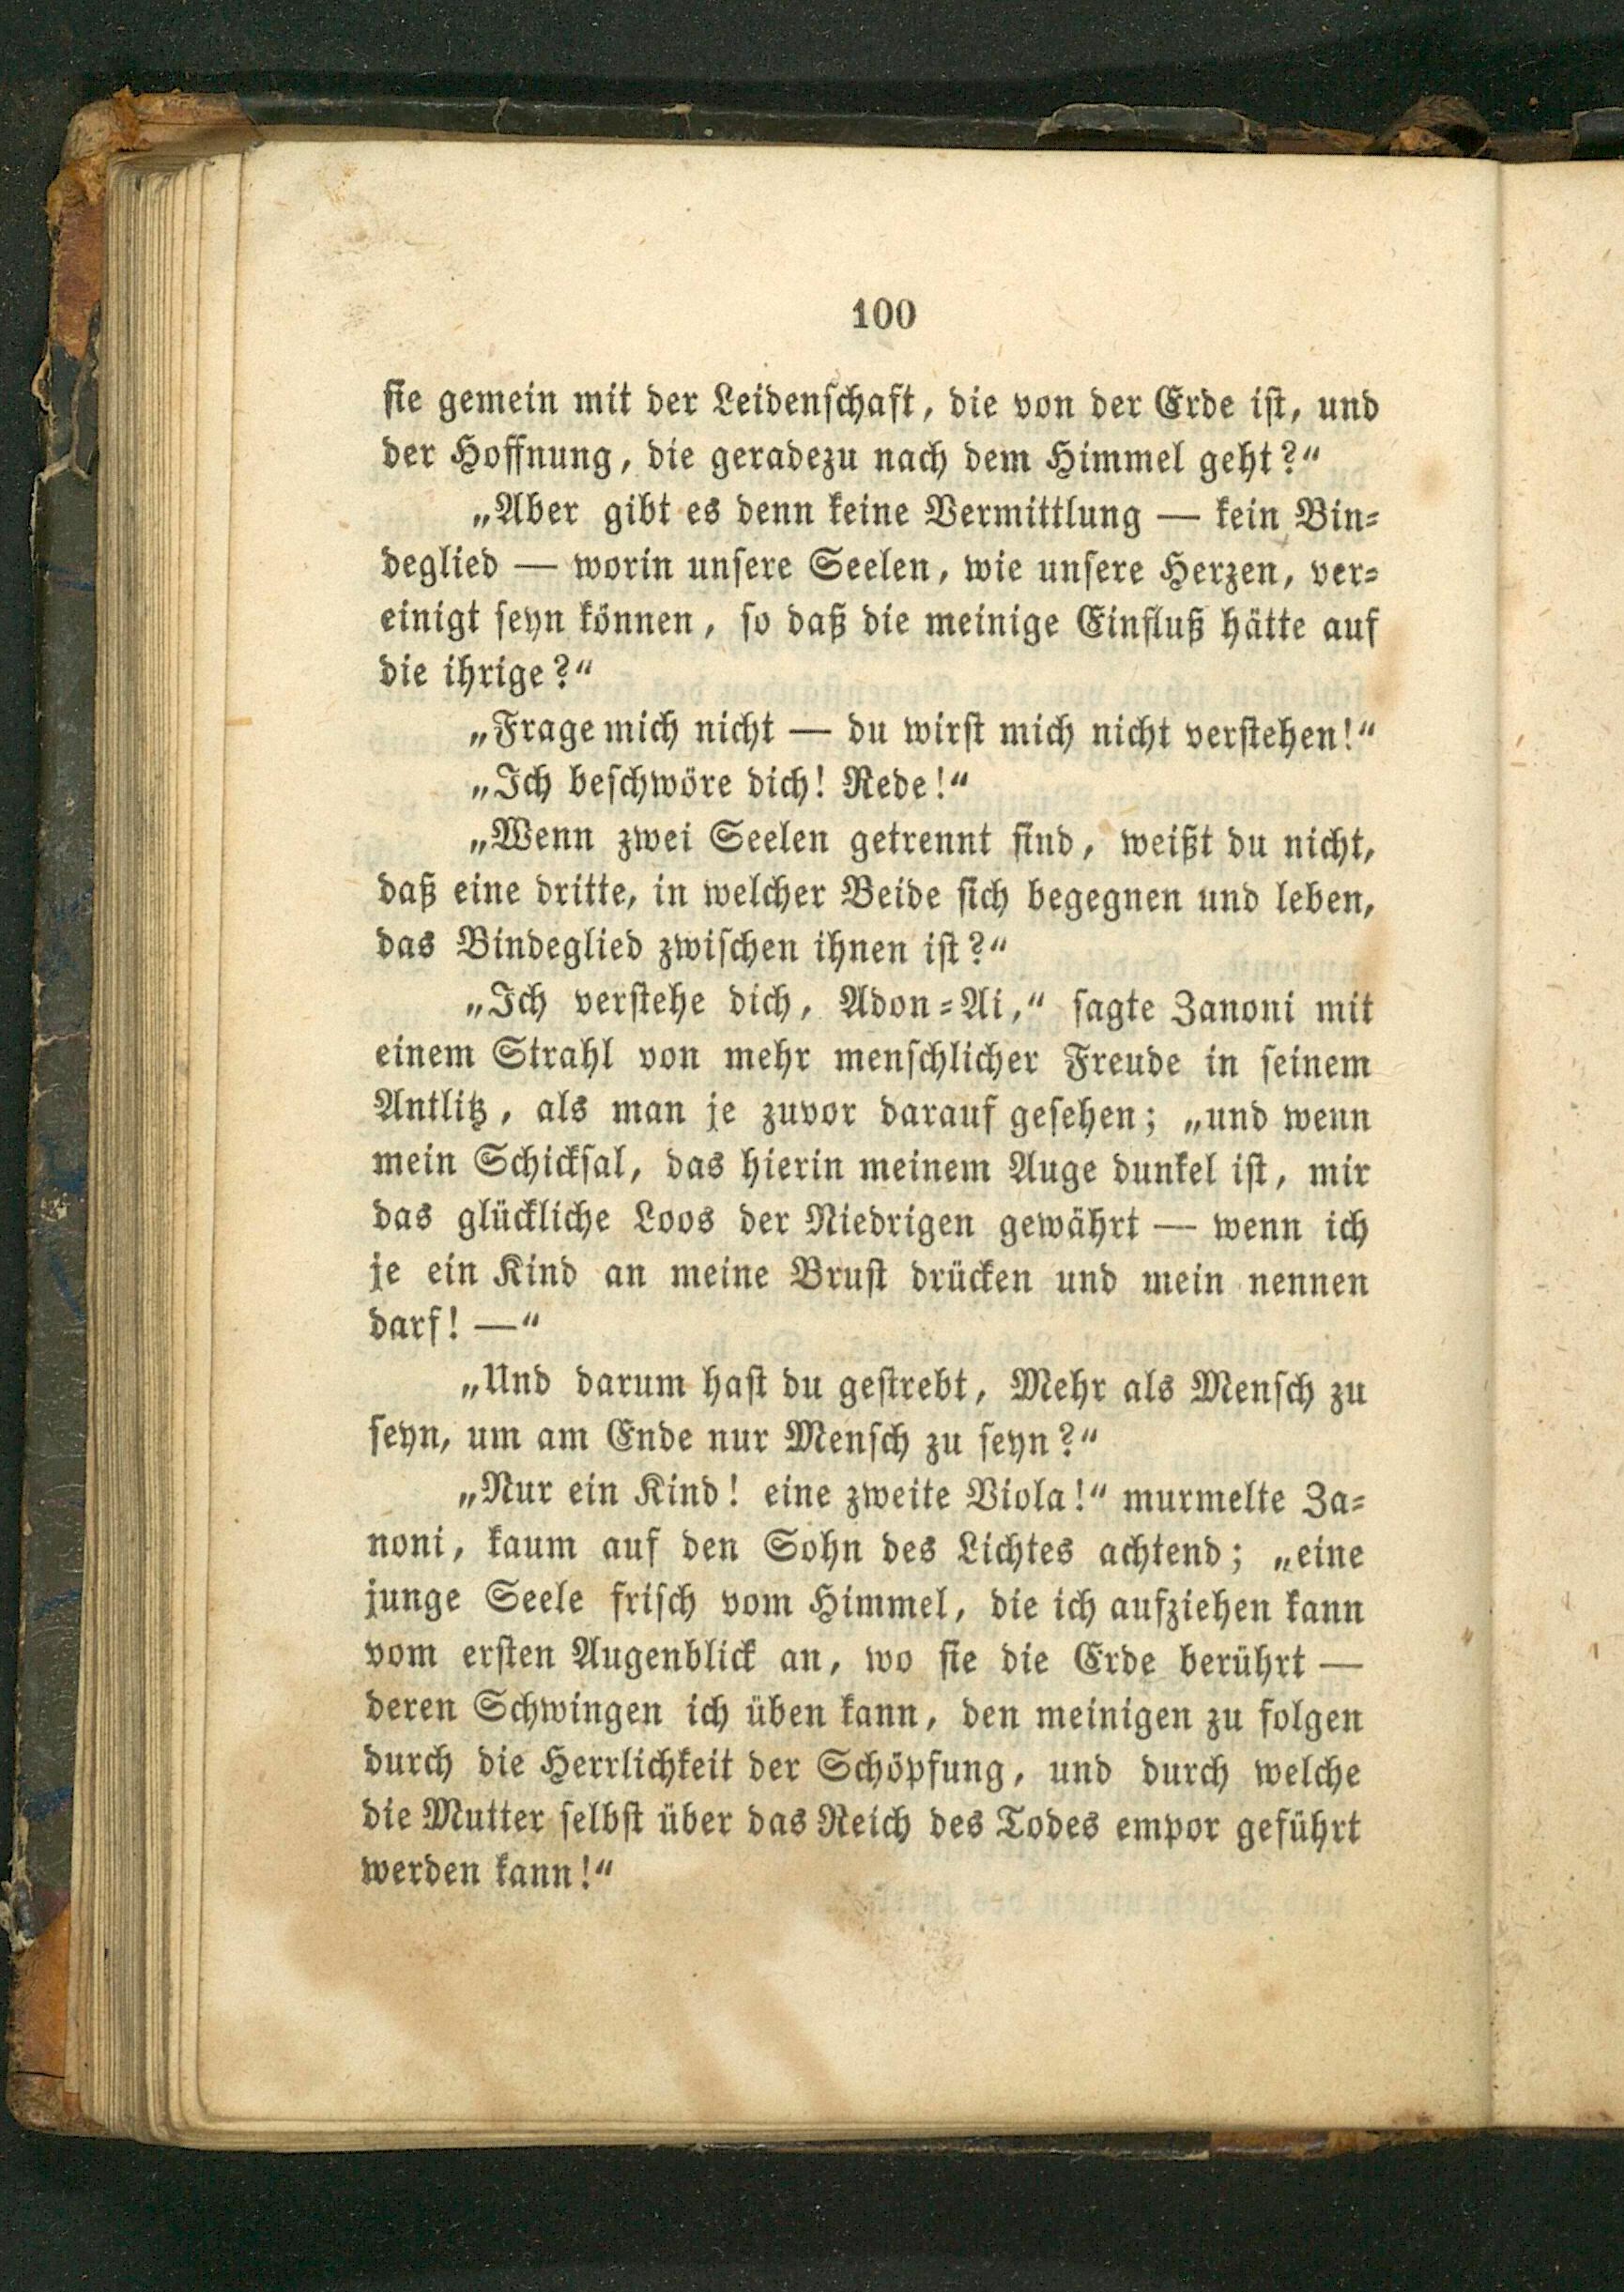 100
sie gemein mit der Leidenschaft, die von der Erde ist, und
der Hoffnung, die geradezu nach dem Himmel geht?“
„Aber gibt es denn keine Vermittlung — kein Bin-
deglied — worin unsere Seelen, wie unsere Herzen, ver-
einigt seyn können, so daß die meinige Einfluß hätte auf
die ihrige?“
„Frage mich nicht — du wirst mich nicht verstehen!“
„Ich beschwöre dich! Rede!“
„Wenn zwei Seelen getrennt sind, weißt du nicht,
daß eine dritte, in welcher Beide sich begegnen und leben,
das Bindeglied zwischen ihnen ist?“
„Ich verstehe dich, Adon-Ai,“ sagte Zanoni mit
einem Strahl von mehr menschlicher Freude in seinem
Antlitz, als man je zuvor darauf gesehen; „und wenn
mein Schicksal, das hierin meinem Auge dunkel ist, mir
das glückliche Loos der Niedrigen gewährt — wenn ich
je ein Kind an meine Brust drücken und mein nennen
darf! —“
„Und darum hast du gestrebt, Mehr als Mensch zu
seyn, um am Ende nur Mensch zu seyn?“
„Nur ein Kind! eine zweite Viola!“ murmelte Za-
noni, kaum auf den Sohn des Lichtes achtend; „eine
junge Seele frisch vom Himmel, die ich aufziehen kann
vom ersten Augenblick an, wo sie die Erde berührt —
deren Schwingen ich üben kann, den meinigen zu folgen
durch die Herrlichkeit der Schöpfung, und durch welche
die Mutter selbst über das Reich des Todes empor geführt
werden kann!“